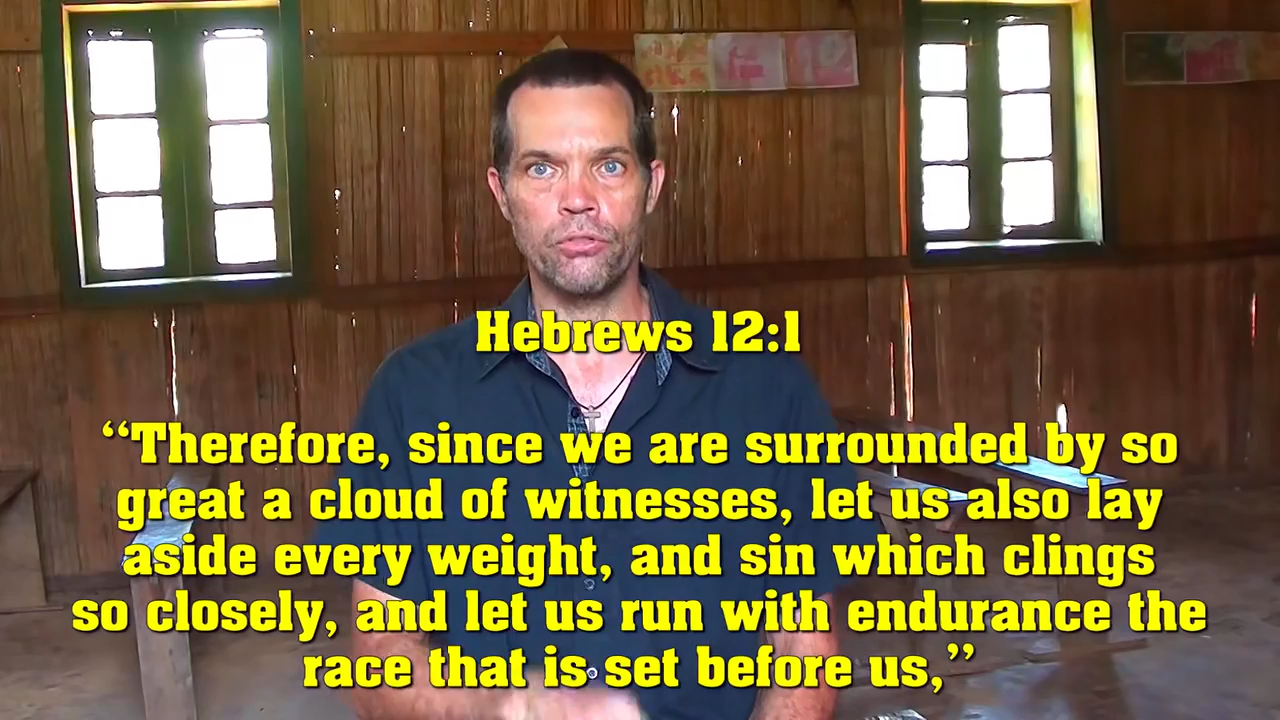 Hebrews 12:1
“Therefore, since we are surrounded by so
great a cloud of witnesses, let us also lay
aside every weight, and sin which clings
so closely, and let us run with endurance the
race that is set before us,”